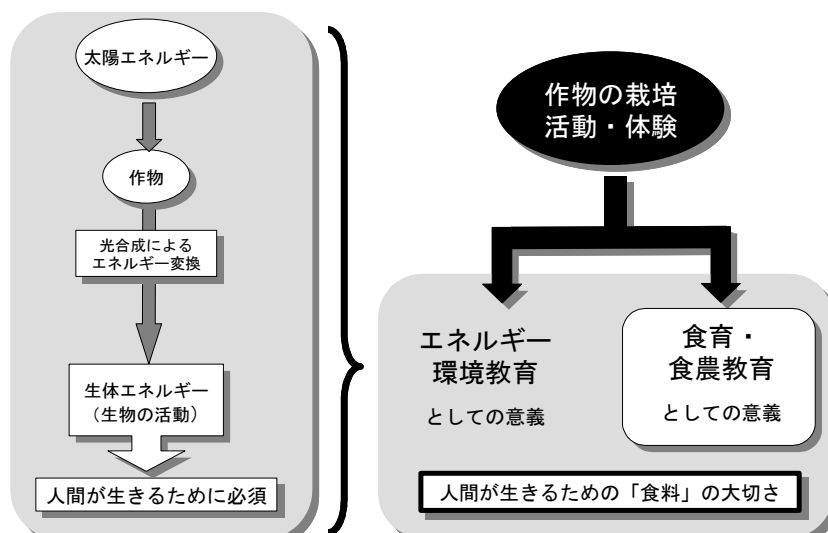 太陽エネルギー
作物
光合成による
エネルギー変換
生体エネルギー
(生物の活動)
人間が生きるために必須
作物の栽培
活動・体験
エネルギー
環境教育
としての意義
食育・
食農教育
としての意義
人間が生きるための「食料」の大切さ